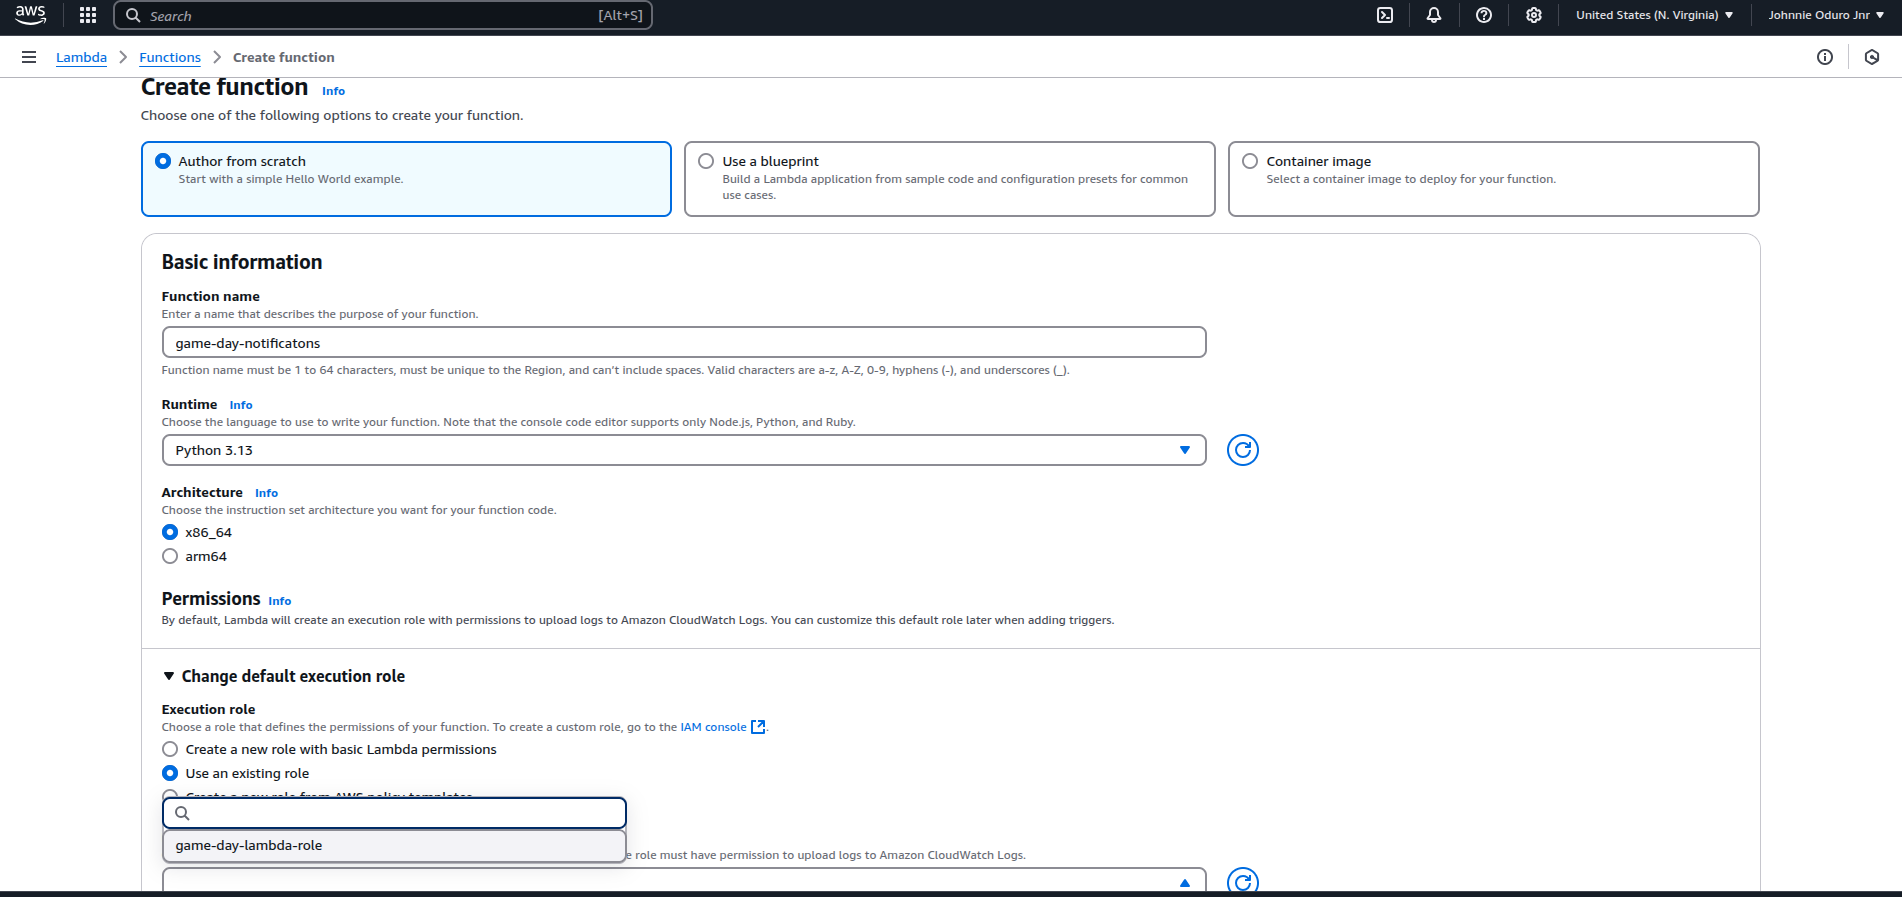 aws
Search [Alt+S] United States (N. Virginia) Johnnie Oduro Jnr
Lambda Functions Create function
Create function Info
Choose one of the following options to create your function.
Author from scratch
Start with a simple Hello World example.
Use a blueprint
Build a Lambda application from sample code and configuration presets for common
use cases.
Container image
Select a container image to deploy for your function.
Basic information
Function name
Enter a name that describes the purpose of your function.
game-day-notificatons
Function name must be 1 to 64 characters, must be unique to the Region, and can't include spaces. Valid characters are a-z, A-Z, 0-9, hyphens (-), and underscores (_).
Runtime Info
Choose the language to use to write your function. Note that the console code editor supports only Node.js, Python, and Ruby.
Python 3.13
Architecture Info
Choose the instruction set architecture you want for your function code.
x86_64
arm64
Permissions Info
By default, Lambda will create an execution role with permissions to upload logs to Amazon CloudWatch Logs. You can customize this default role later when adding triggers.
Change default execution role
Execution role
Choose a role that defines the permissions of your function. To create a custom role, go to the IAM console.
Create a new role with basic Lambda permissions
Use an existing role
Create a new role from AWS policy templates
game-day-lambda-role
role must have permission to upload logs to Amazon CloudWatch Logs.